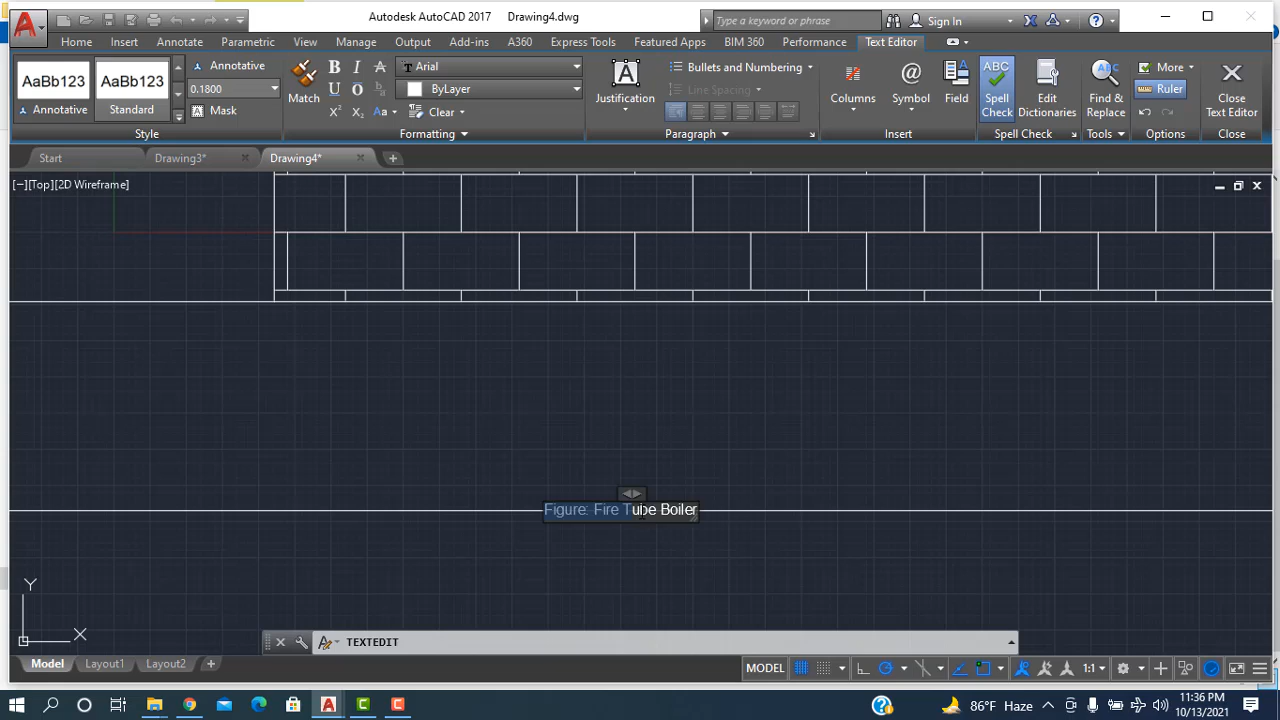 Autodesk AutoCAD 2017 Drawing4.dwg
Type a keyword or phrase
Sign In
Home Insert Annotate Parametric View Manage Output Add-ins A360 Express Tools Featured Apps BIM 360 Performance Text Editor
AaBb123
Annotative
AaBb123
Standard
Annotative
0.1800
Mask
Style
Match
B I A
U O
X² X₂ Aa Clear
Arial
ByLayer
Formatting
A
Justification
Bullets and Numbering
Line Spacing
Paragraph
Columns
@
Symbol
Field
Insert
ABC
Spell
Check
Edit
Dictionaries
Spell Check
Find &
Replace
Tools
More
Ruler
Options
Close
Text Editor
Close
Start Drawing3* Drawing4*
[−][Top][2D Wireframe]
Figure: Fire Tube Boiler
Y
X
TEXTEDIT
Model Layout1 Layout2
MODEL
1:1
86°F Haze
11:36 PM
10/13/2021